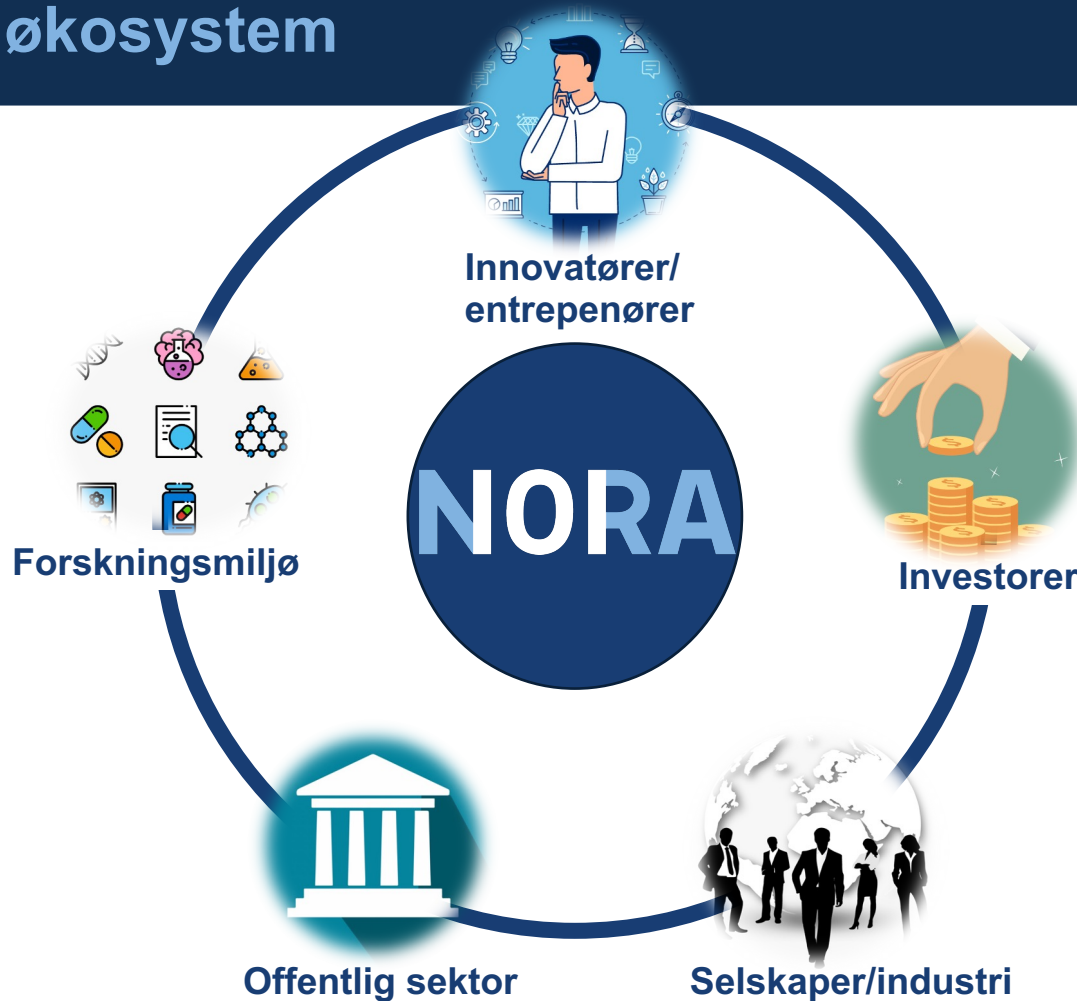 økosystem
Innovatører/
entrepenører
NORA
Forskningsmiljø
Investorer
Offentlig sektor
Selskaper/industri